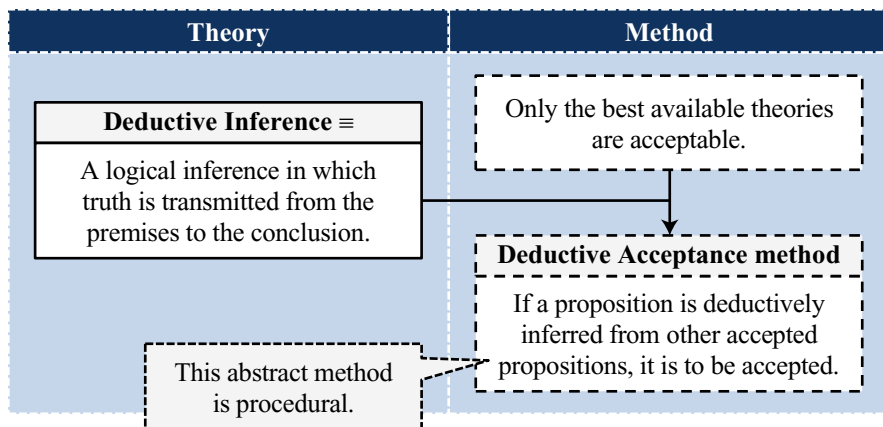 Theory
Method
Deductive Inference ≡
A logical inference in which
truth is transmitted from the
premises to the conclusion.
Only the best available theories
are acceptable.
Deductive Acceptance method
If a proposition is deductively
inferred from other accepted
propositions, it is to be accepted.
This abstract method
is procedural.